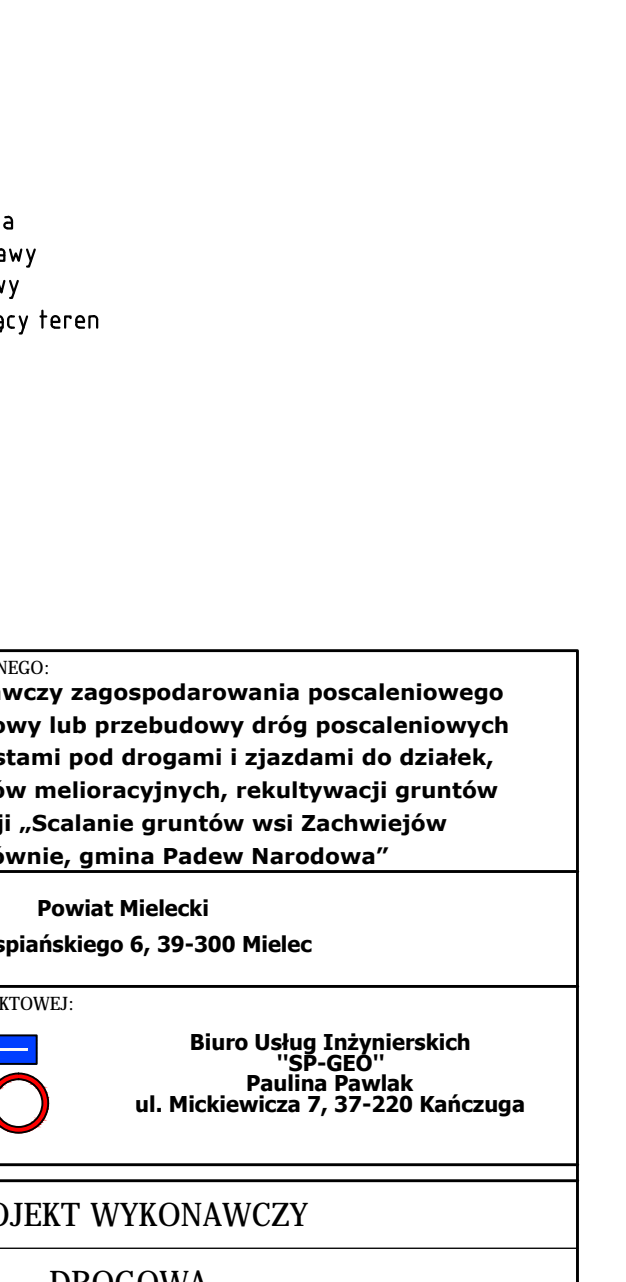 a
awy
wy
ący teren
NEGO:
wczy zagospodarowania poscaleniowego
owy lub przebudowy dróg poscaleniowych
stami pod drogami i zjazdami do działek,
ów melioracyjnych, rekultywacji gruntów
ji „Scalanie gruntów wsi Zachwiejów
ównie, gmina Padew Narodowa”
Powiat Mielecki
spiańskiego 6, 39-300 Mielec
KTOWEJ:
Biuro Usług Inżynierskich
"SP-GEO"
Paulina Pawlak
ul. Mickiewicza 7, 37-220 Kańczuga
OJEKT WYKONAWCZY
DROGOWA